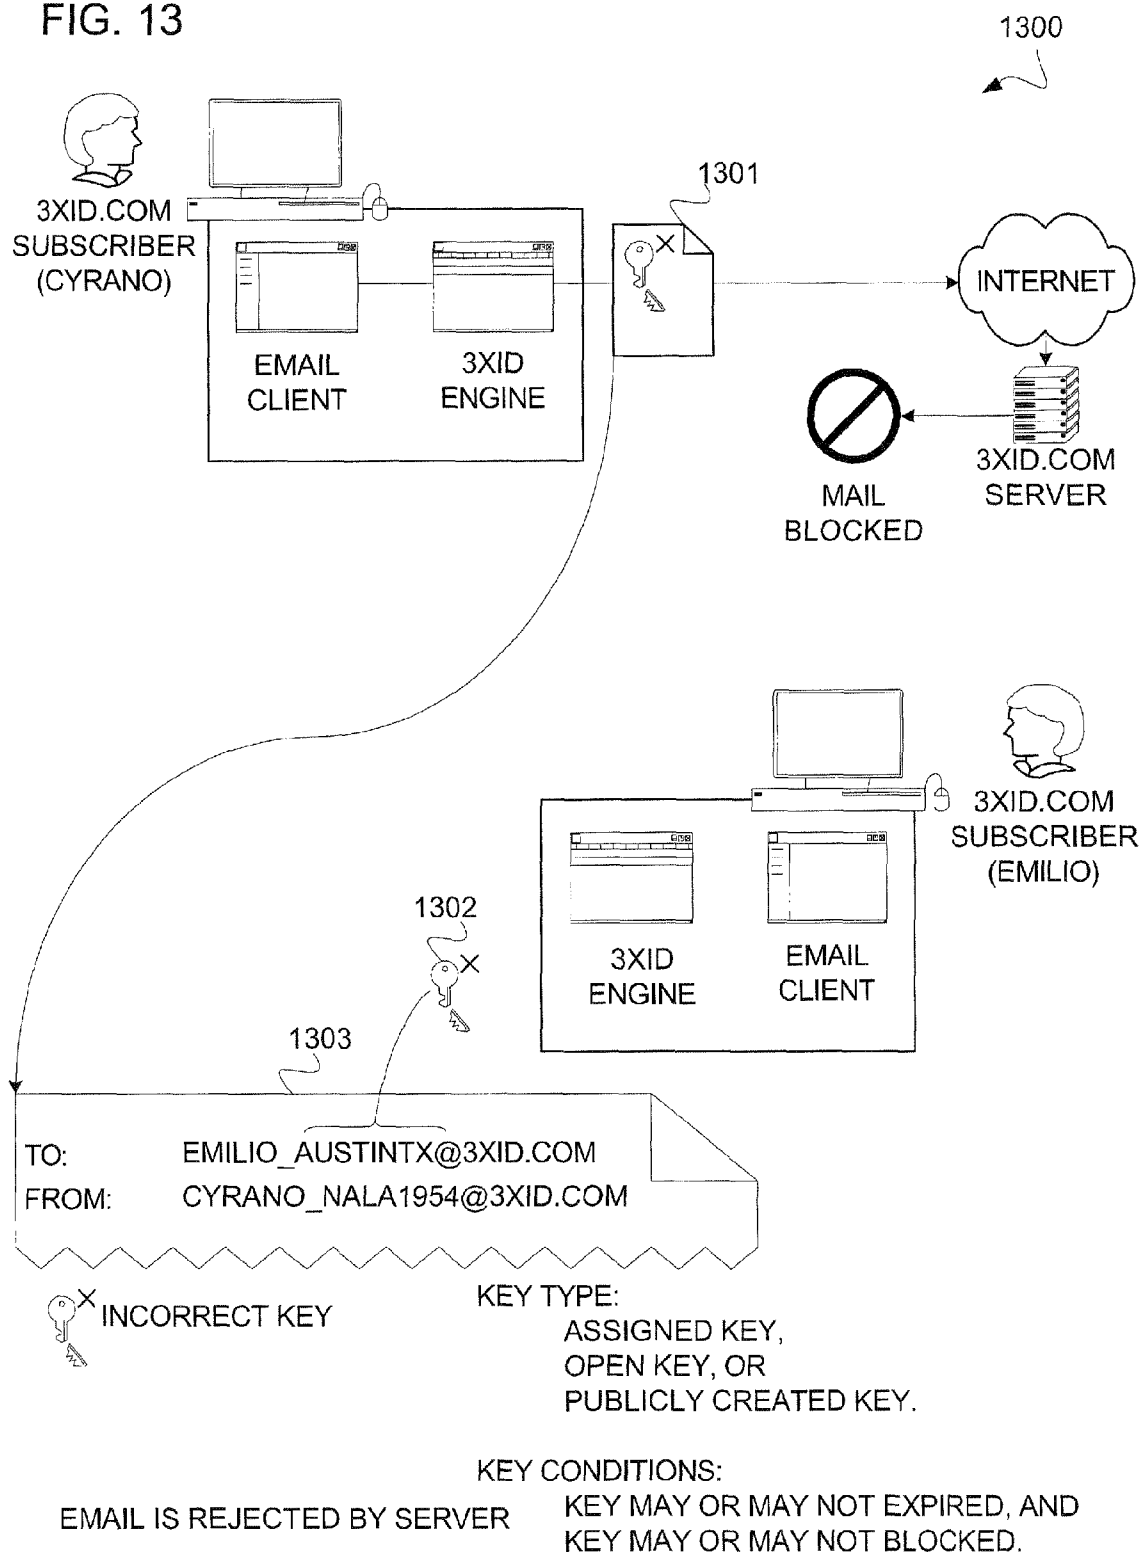 FIG. 13
1300
1301
3XID.COM
SUBSCRIBER
(CYRANO)
INTERNET
EMAIL
CLIENT
3XID
ENGINE
3XID.COM
SERVER
MAIL
BLOCKED
3XID.COM
SUBSCRIBER
(EMILIO)
1302
3XID
ENGINE
EMAIL
CLIENT
1303
TO: EMILIO_AUSTINTX@3XID.COM
FROM: CYRANO_NALA1954@3XID.COM
INCORRECT KEY
KEY TYPE:
ASSIGNED KEY,
OPEN KEY, OR
PUBLICLY CREATED KEY.
KEY CONDITIONS:
EMAIL IS REJECTED BY SERVER
KEY MAY OR MAY NOT EXPIRED, AND
KEY MAY OR MAY NOT BLOCKED.